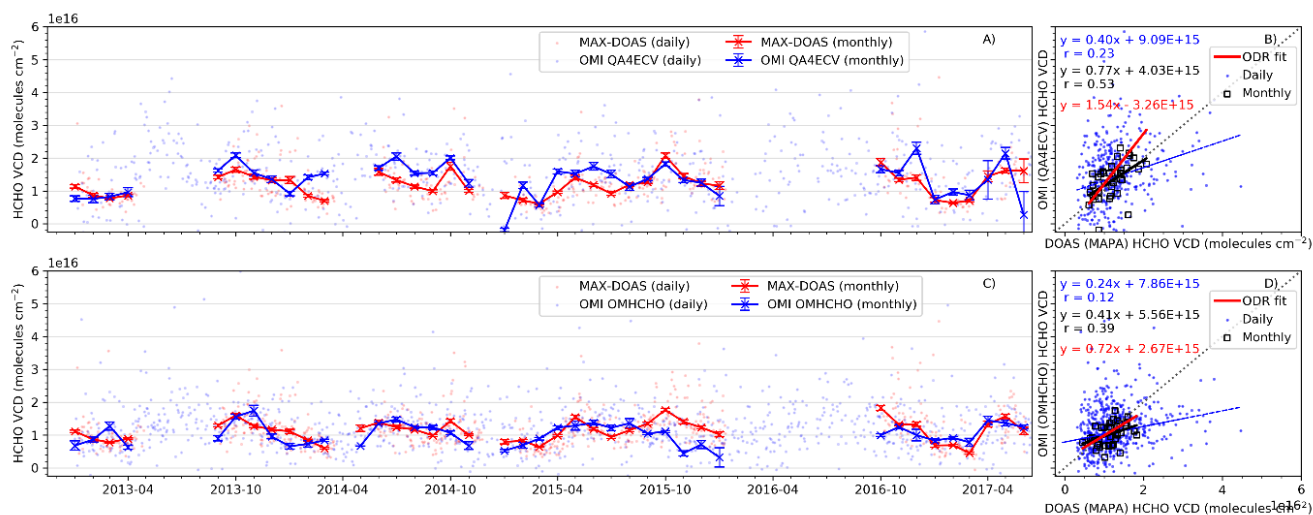 1e16
6
5
4
3
2
1
0
HCHO VCD (molecules cm−2)
MAX-DOAS (daily)
OMI QA4ECV (daily)
MAX-DOAS (monthly)
OMI QA4ECV (monthly)
A)
y = 0.40x + 9.09E+15
r = 0.23
y = 0.77x + 4.03E+15
r = 0.53
y = 1.54x - 3.26E+15
B)
ODR fit
Daily
Monthly
OMI (QA4ECV) HCHO VCD
DOAS (MAPA) HCHO VCD (molecules cm−2)
1e16
6
5
4
3
2
1
0
HCHO VCD (molecules cm−2)
MAX-DOAS (daily)
OMI OMHCHO (daily)
MAX-DOAS (monthly)
OMI OMHCHO (monthly)
C)
2013-04
2013-10
2014-04
2014-10
2015-04
2015-10
2016-04
2016-10
2017-04
y = 0.24x + 7.86E+15
r = 0.12
y = 0.41x + 5.56E+15
r = 0.39
y = 0.72x + 2.67E+15
D)
ODR fit
Daily
Monthly
OMI (OMHCHO) HCHO VCD
0
2
4
6
DOAS (MAPA) HCHO VCD (molecules cm−2)
1e16